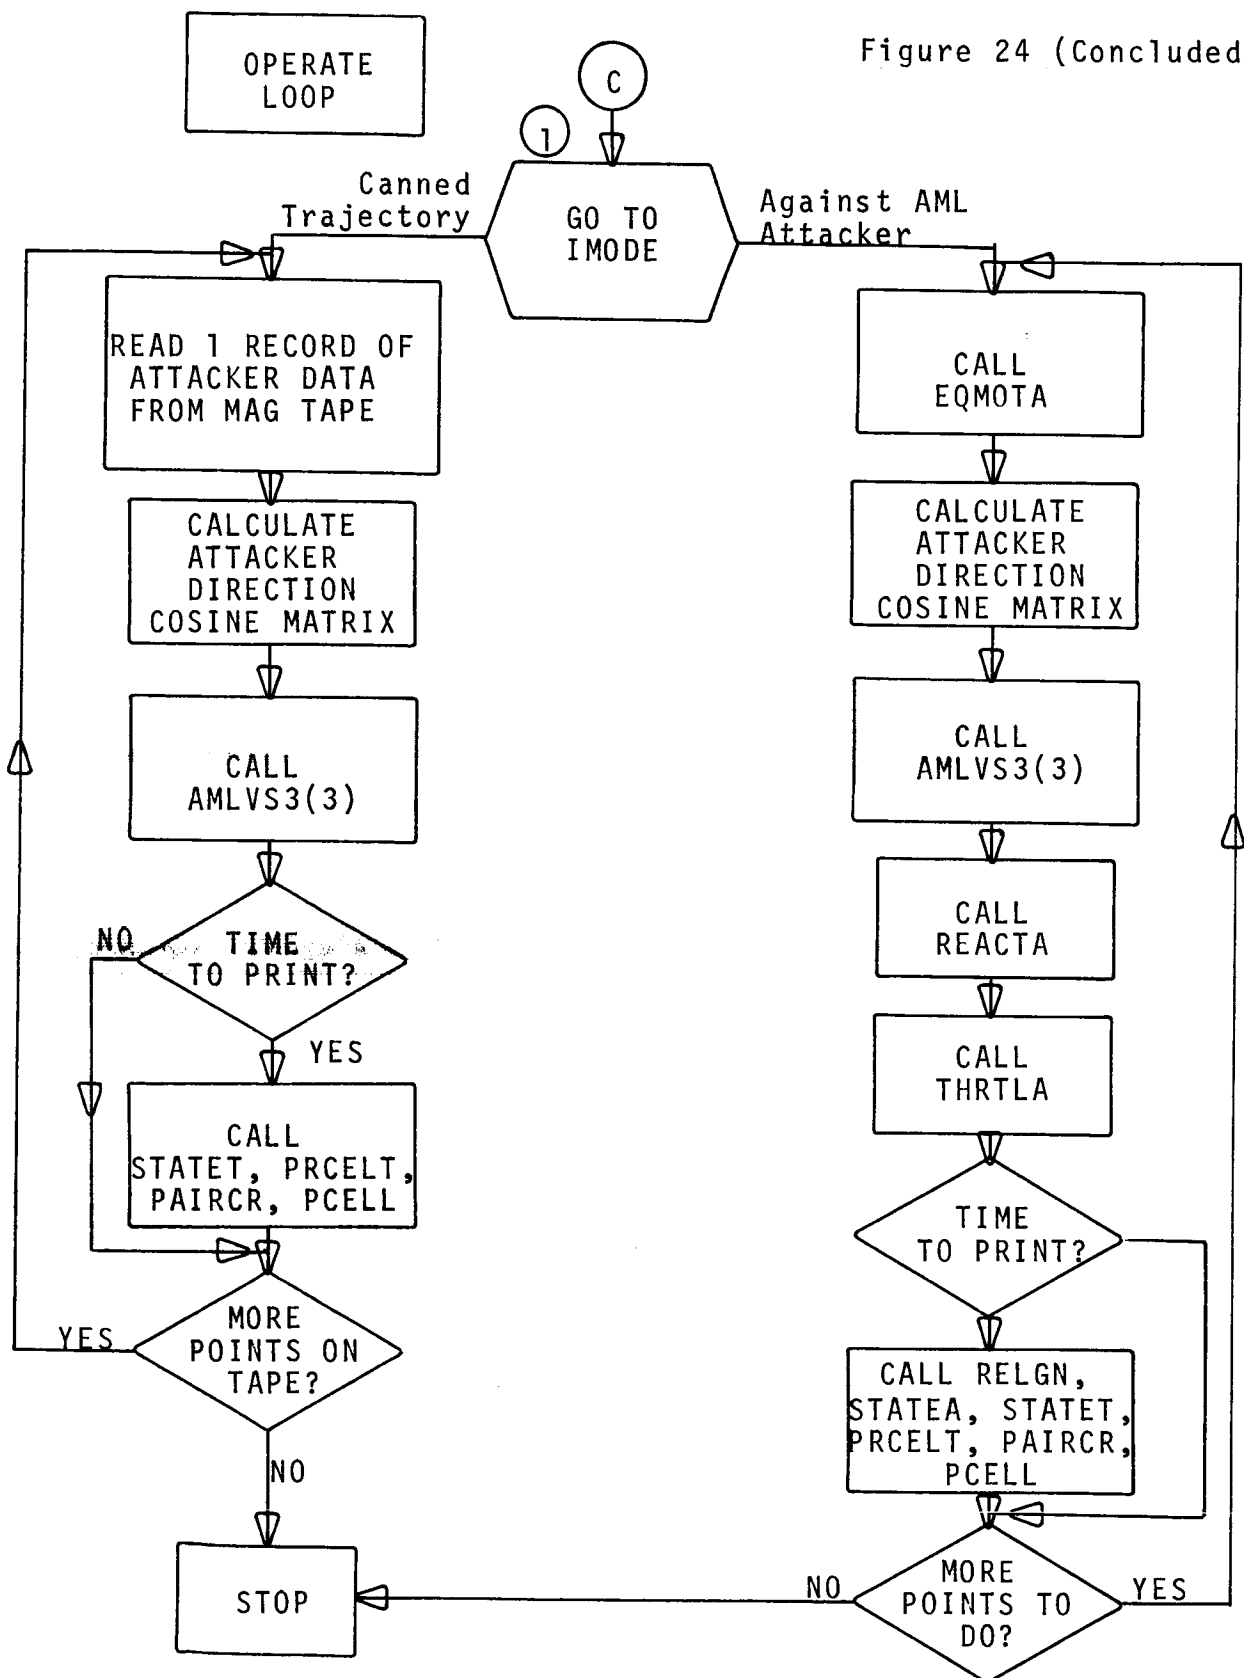 Figure 24 (Concluded
OPERATE
LOOP
C
1
GO TO
IMODE
Canned
Trajectory
Against AML
Attacker
READ 1 RECORD OF
ATTACKER DATA
FROM MAG TAPE
CALCULATE
ATTACKER
DIRECTION
COSINE MATRIX
CALL
AMLVS3(3)
TIME
TO PRINT?
NO
YES
CALL
STATET, PRCELT,
PAIRCR, PCELL
MORE
POINTS ON
TAPE?
YES
NO
STOP
CALL
EQMOTA
CALCULATE
ATTACKER
DIRECTION
COSINE MATRIX
CALL
AMLVS3(3)
CALL
REACTA
CALL
THRTLA
TIME
TO PRINT?
CALL RELGN,
STATEA, STATET,
PRCELT, PAIRCR,
PCELL
MORE
POINTS TO
DO?
NO
YES